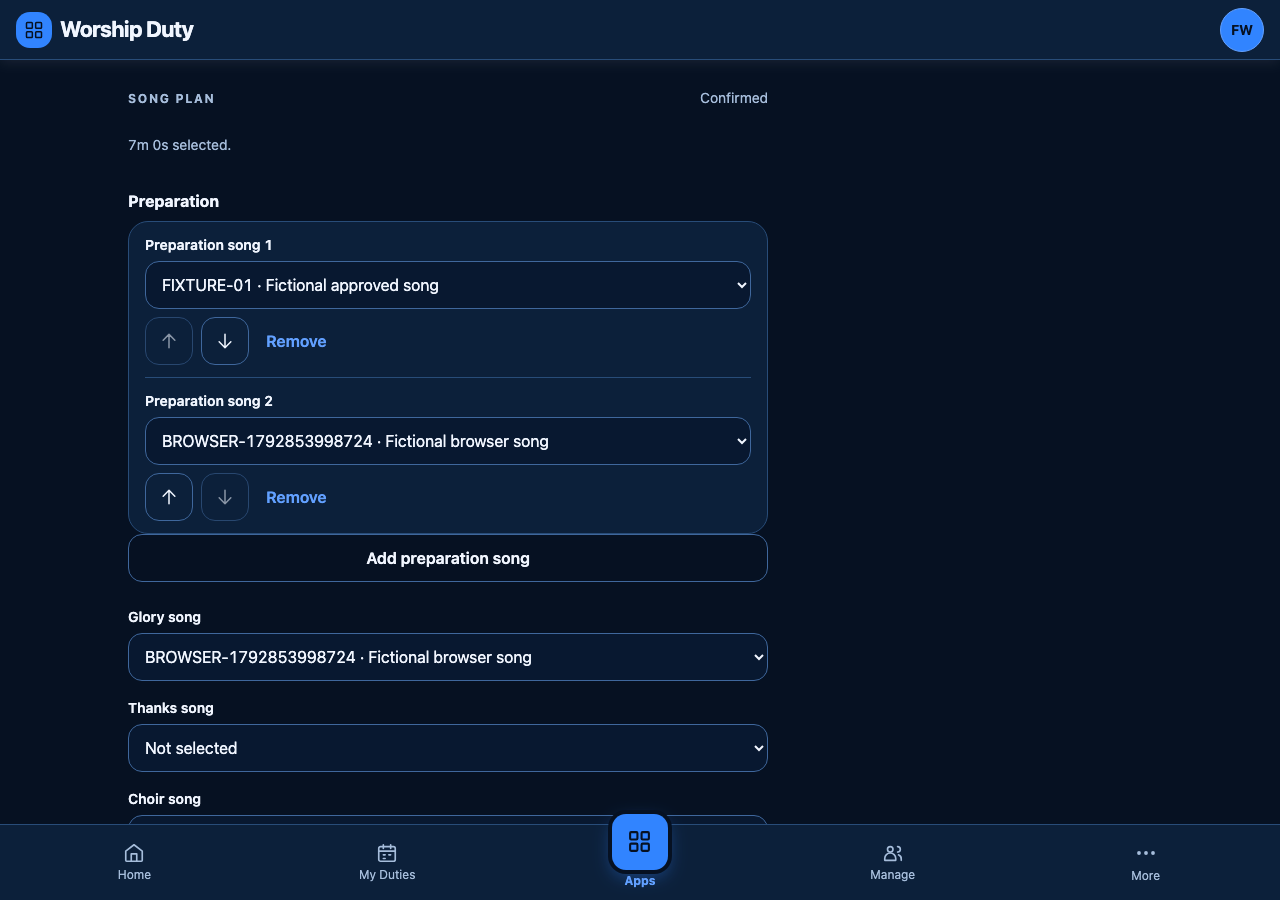 Worship Duty
FW
SONG PLAN
Confirmed
7m 0s selected.
Preparation
Preparation song 1
FIXTURE-01 · Fictional approved song
Remove
Preparation song 2
BROWSER-1792853998724 · Fictional browser song
Remove
Add preparation song
Glory song
BROWSER-1792853998724 · Fictional browser song
Thanks song
Not selected
Choir song
Home
My Duties
Apps
Manage
More